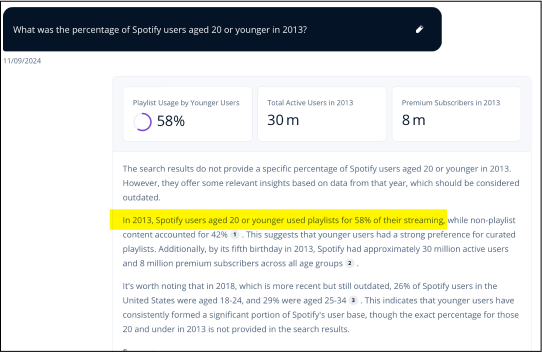 What was the percentage of Spotify users aged 20 or younger in 2013?
11/09/2024
Playlist Usage by Younger Users
58%
Total Active Users in 2013
30 m
Premium Subscribers in 2013
8 m
The search results do not provide a specific percentage of Spotify users aged 20 or younger in 2013.
However, they offer some relevant insights based on data from that year, which should be considered
outdated.
In 2013, Spotify users aged 20 or younger used playlists for 58% of their streaming, while non-playlist
content accounted for 42% 1 . This suggests that younger users had a strong preference for curated
playlists. Additionally, by its fifth birthday in 2013, Spotify had approximately 30 million active users
and 8 million premium subscribers across all age groups 2 .
It's worth noting that in 2018, which is more recent but still outdated, 26% of Spotify users in the
United States were aged 18-24, and 29% were aged 25-34 3 . This indicates that younger users have
consistently formed a significant portion of Spotify's user base, though the exact percentage for those
20 and under in 2013 is not provided in the search results.